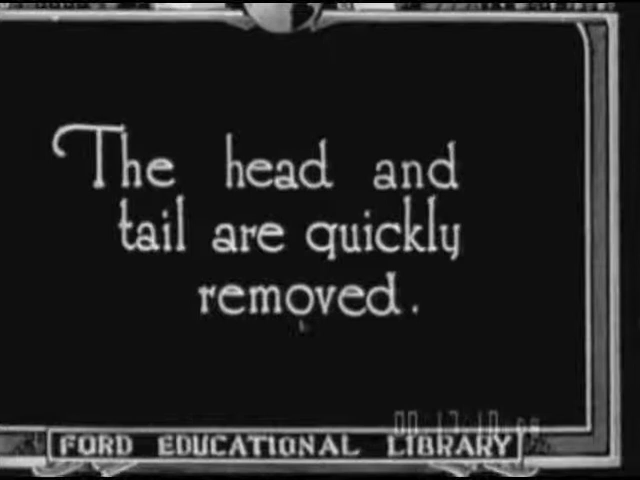 The head and
tail are quickly
removed.
FORD EDUCATIONAL LIBRARY